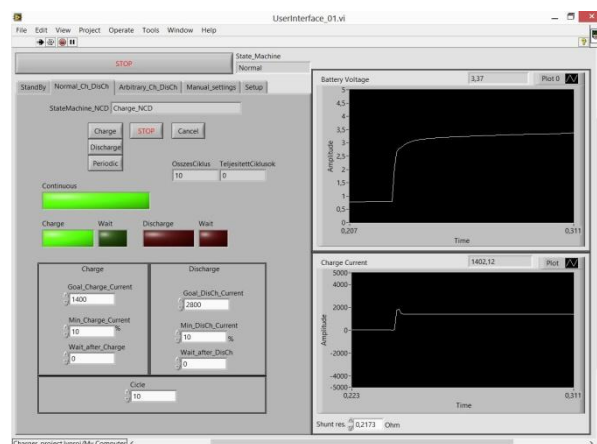 UserInterface_01.vi
File Edit View Project Operate Tools Window Help
STOP
State_Machine
Normal
StandBy Normal_Ch_DisCh Arbitrary_Ch_DisCh Manual_settings Setup
StateMachine_NCD Charge_NCD
Charge STOP Cancel
Discharge
Periodic
OsszesCiklus TeljesitettCiklusok
10 0
Continuous
Charge Wait Discharge Wait
Charge
Goal_Charge_Current
1400
Min_Charge_Current
10 %
Wait_after_Charge
0
Discharge
Goal_DisCh_Current
2800
Min_DisCh_Current
10 %
Wait_after_DisCh
0
Cicle
10
Battery Voltage 3,37 Plot 0
Amplitude
5-
4,5-
4-
3,5-
3-
2,5-
2-
1,5-
1-
0,5-
0-
0,207 0,311
Time
Charge Current 1402,12 Plot
Amplitude
5000-
4000-
2000-
0-
-2000-
-4000-
-5000-
0,223 0,311
Time
Shunt res. 0,2173 Ohm
Charger_project.lvproj/My Computer